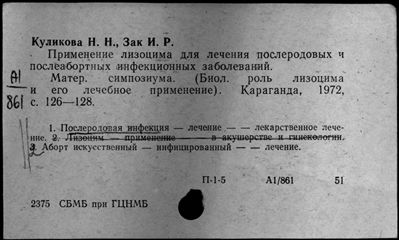 Куликова Н. Н., Зак И. Р.
Применение лизоцима для лечения послеродовых и
послеабортных инфекционных заболеваний.
Матер. симпозиума. (Биол. роль лизоцима
и его лечебное применение). Караганда, 1972,
с. 126—128.
А1
861
1. Послеродовая инфекция — лечение — — лекарственное лече-
ние. 2. Лизоцим — применение — — в акушерстве и гинекологии.
3. Аборт искусственный — инфицированный — — лечение.
2
П-1-5 А1/861 51
2375 СБМБ при ГЦНМБ